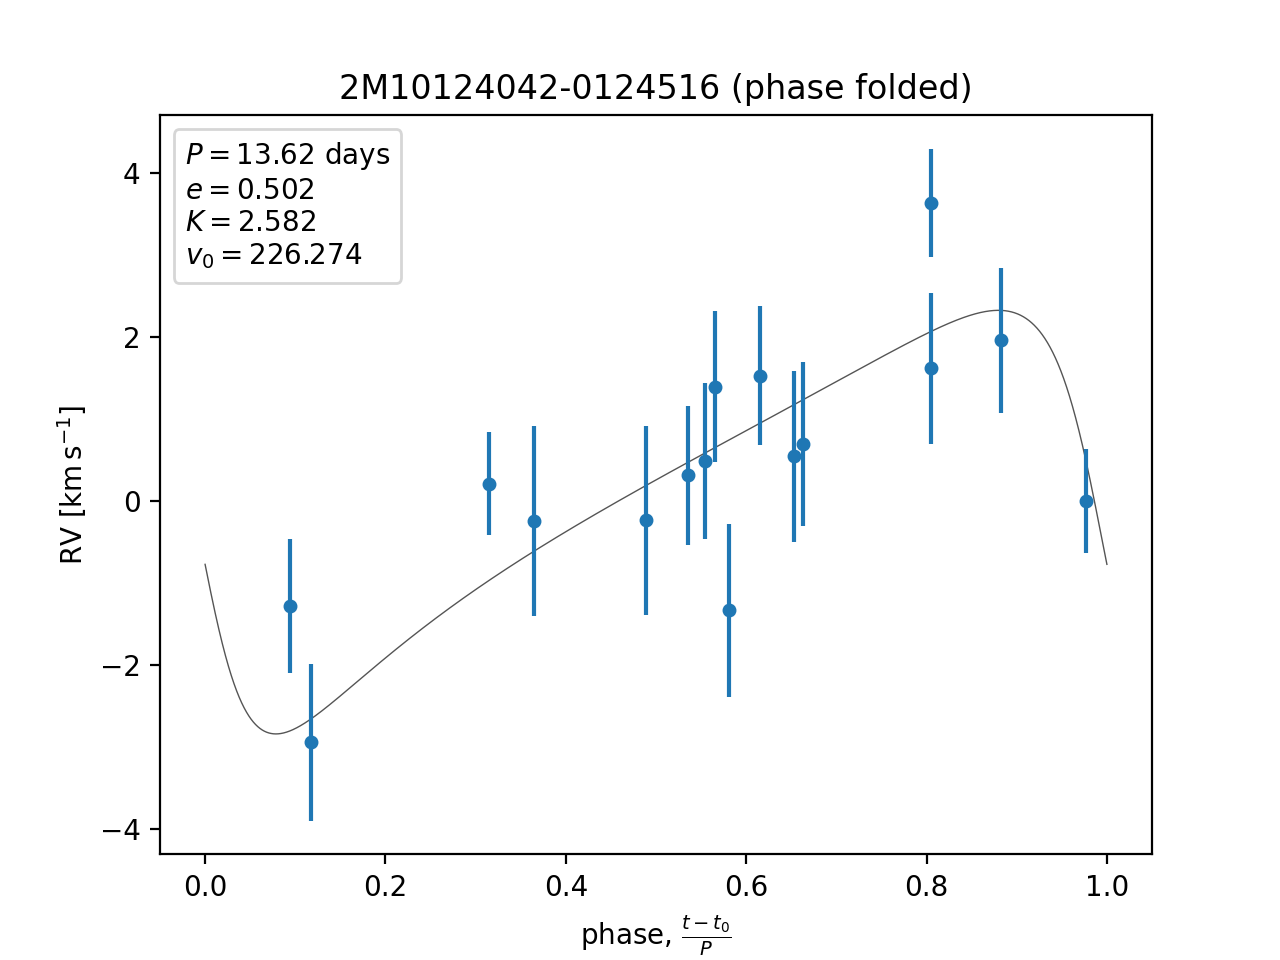 2M10124042-0124516 (phase folded)
P = 13.62 days
e = 0.502
K = 2.582
v₀ = 226.274
4
2
0
−2
−4
RV [km s⁻¹]
0.0 0.2 0.4 0.6 0.8 1.0
phase, (t − t₀)/P